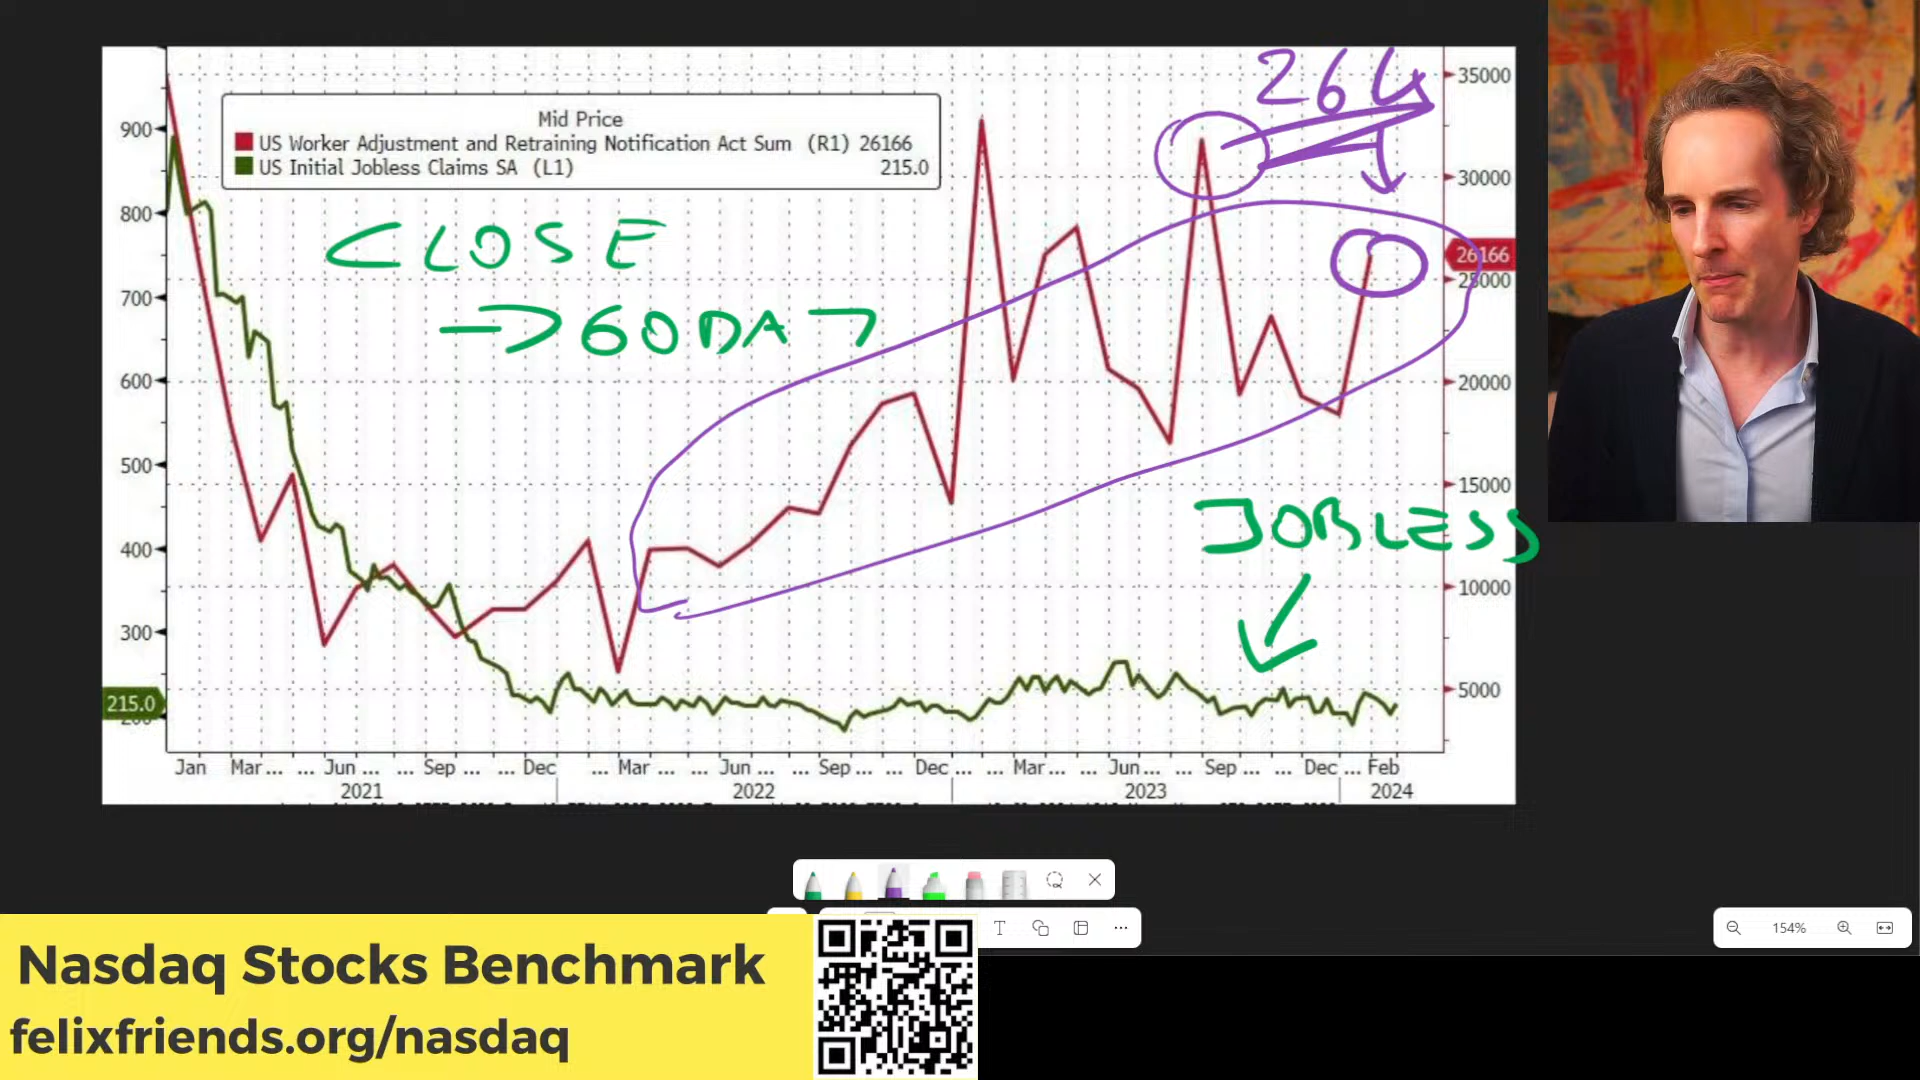 264
35000
Mid Price
900
US Worker Adjustment and Retraining Notification Act Sum (R1) 26166
US Initial Jobless Claims SA (L1) 215.0
30000
800
CLOSE
26166
25000
700
→ 60DA
600
20000
500
15000
JOBLESS
400
10000
300
5000
215.0
200
Jan Mar... ... Jun ... ... Sep ... Dec ... Mar ... Jun ... ... Sep ... Dec ... ... Mar ... Jun ... ... Sep ... ... Dec ... Feb
2021 2022 2023 2024
T ... 154%
Nasdaq Stocks Benchmark
felixfriends.org/nasdaq